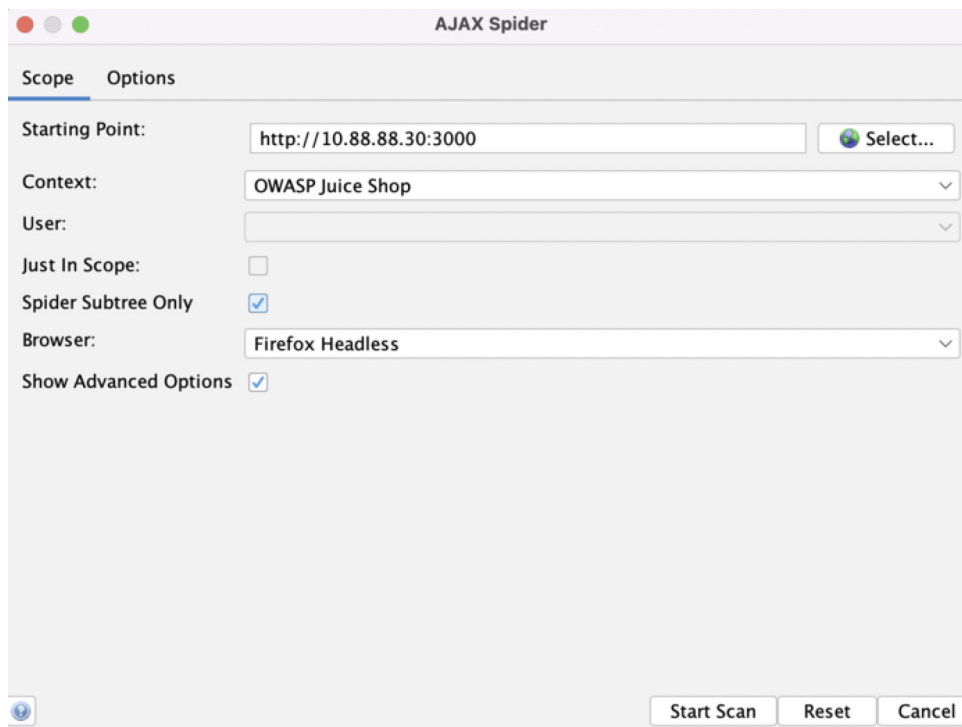 AJAX Spider
Scope Options
Starting Point: http://10.88.88.30:3000 Select...
Context: OWASP Juice Shop
User:
Just In Scope:
Spider Subtree Only
Browser: Firefox Headless
Show Advanced Options
? Start Scan Reset Cancel